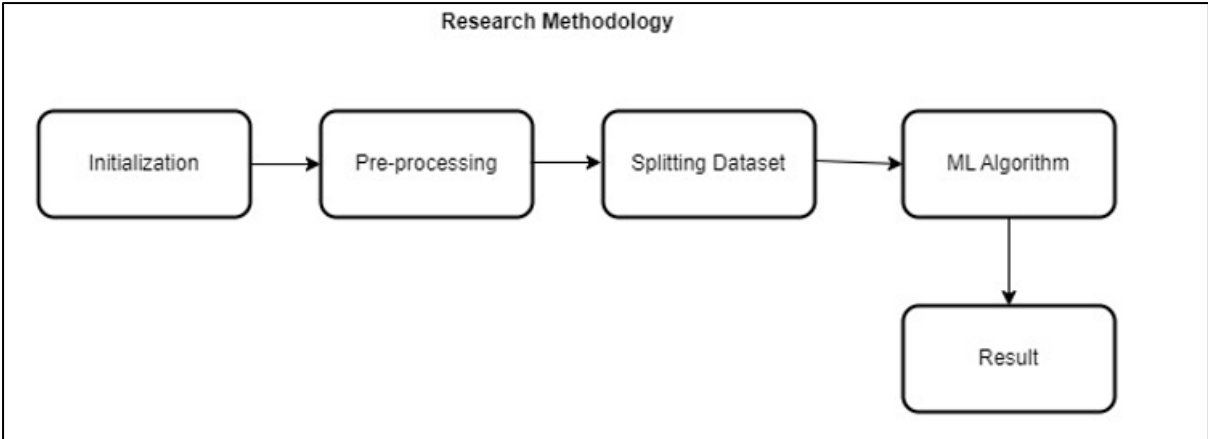 Research Methodology
Initialization
Pre-processing
Splitting Dataset
ML Algorithm
Result